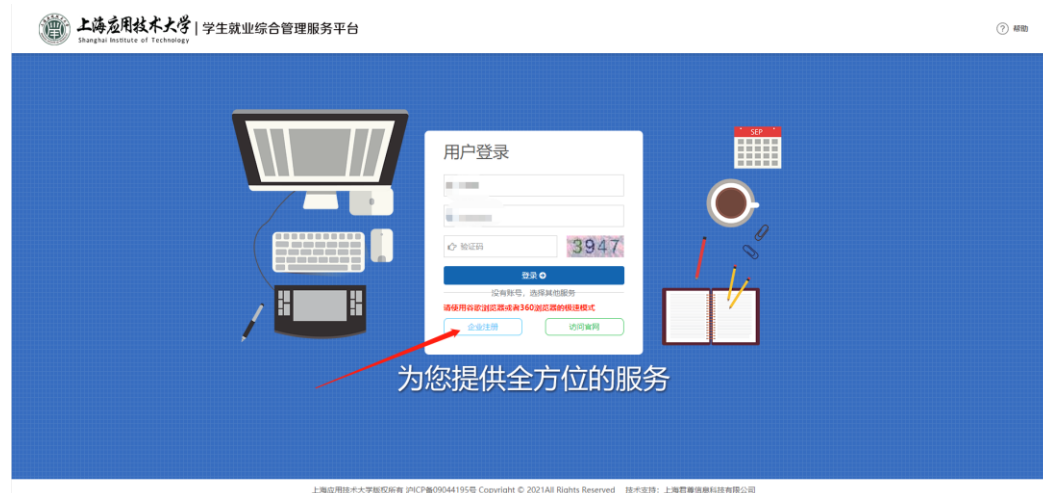 上海应用技术大学 | 学生就业综合管理服务平台
Shanghai Institute of Technology
? 帮助
SEP
用户登录
验证码
3947
登录
没有账号，选择其他服务
请使用谷歌浏览器或者360浏览器的极速模式
企业注册
访问官网
为您提供全方位的服务
上海应用技术大学版权所有 沪ICP备09044195号 Copyright © 2021All Rights Reserved 技术支持：上海君嘉信息科技有限公司